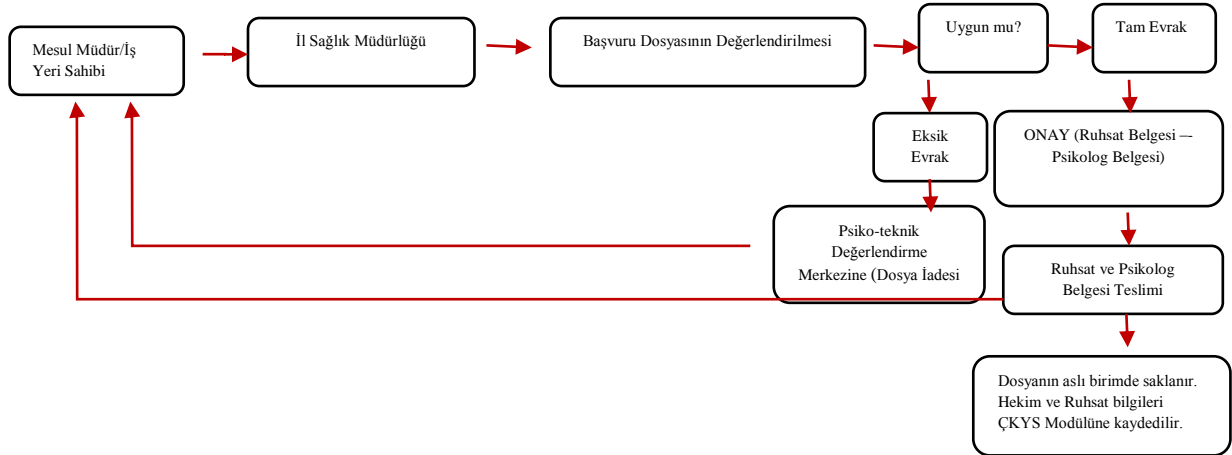 Mesul Müdür/İş
Yeri Sahibi
İl Sağlık Müdürlüğü
Başvuru Dosyasının Değerlendirilmesi
Uygun mu?
Tam Evrak
Eksik
Evrak
ONAY (Ruhsat Belgesi –-
Psikolog Belgesi)
Psiko-teknik
Değerlendirme
Merkezine (Dosya İadesi
Ruhsat ve Psikolog
Belgesi Teslimi
Dosyanın aslı birimde saklanır.
Hekim ve Ruhsat bilgileri
ÇKYS Modülüne kaydedilir.